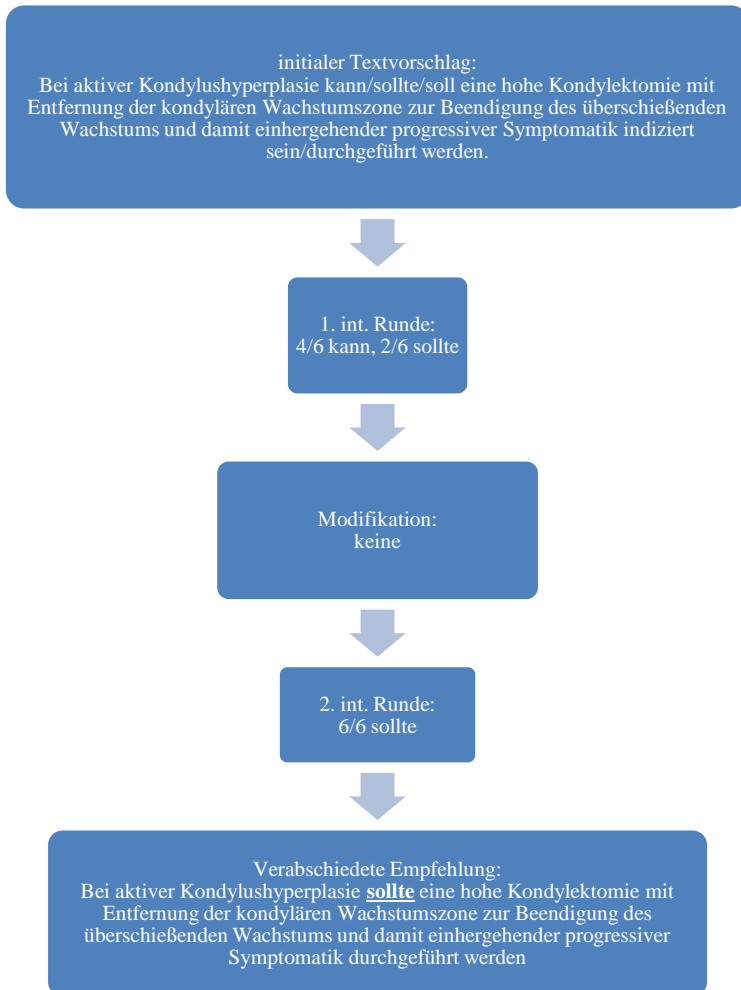 initialer Textvorschlag:
Bei aktiver Kondylushyperplasie kann/sollte/soll eine hohe Kondylektomie mit
Entfernung der kondylären Wachstumszone zur Beendigung des überschießenden
Wachstums und damit einhergehender progressiver Symptomatik indiziert
sein/durchgeführt werden.
1. int. Runde:
4/6 kann, 2/6 sollte
Modifikation:
keine
2. int. Runde:
6/6 sollte
Verabschiedete Empfehlung:
Bei aktiver Kondylushyperplasie sollte eine hohe Kondylektomie mit
Entfernung der kondylären Wachstumszone zur Beendigung des
überschießenden Wachstums und damit einhergehender progressiver
Symptomatik durchgeführt werden